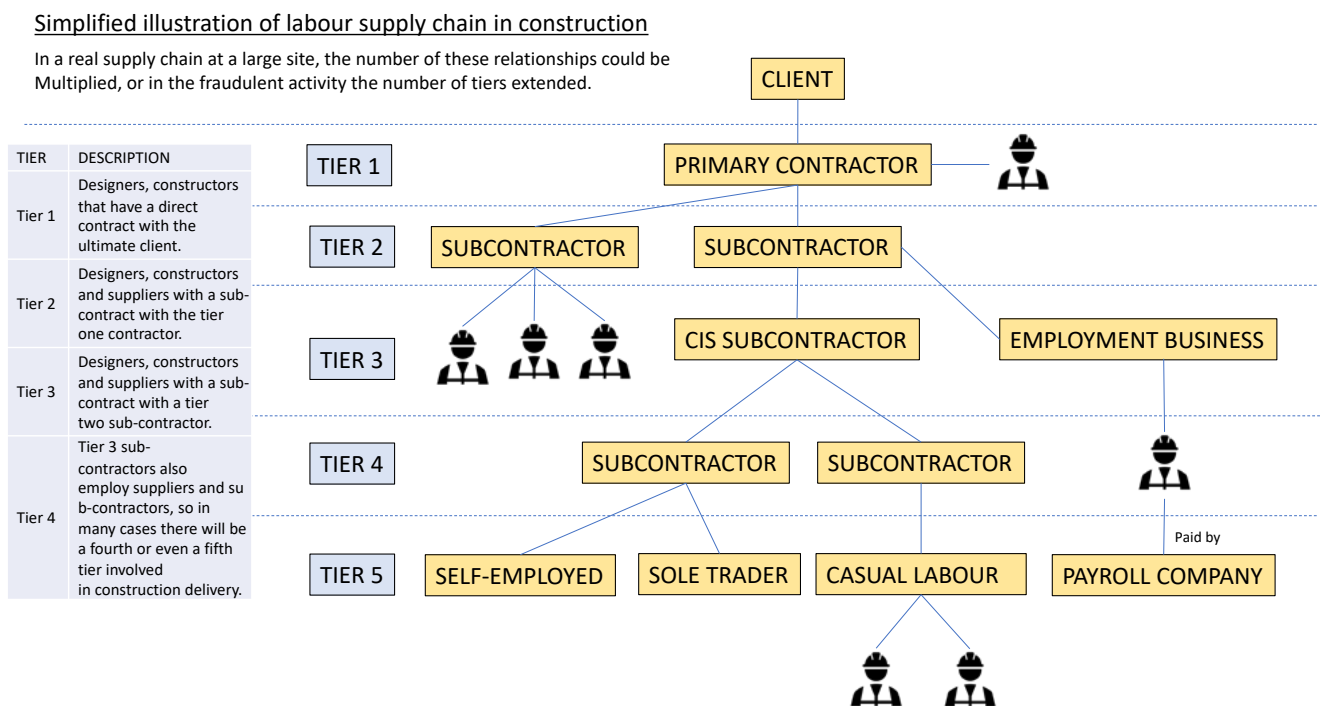 Simplified illustration of labour supply chain in construction
In a real supply chain at a large site, the number of these relationships could be
Multiplied, or in the fraudulent activity the number of tiers extended.
CLIENT
TIER DESCRIPTION
Tier 1
Designers, constructors
that have a direct
contract with the
ultimate client.
Tier 2
Designers, constructors
and suppliers with a sub-
contract with the tier
one contractor.
Tier 3
Designers, constructors
and suppliers with a sub-
contract with a tier
two sub-contractor.
Tier 4
Tier 3 sub-
contractors also
employ suppliers and su
b-contractors, so in
many cases there will be
a fourth or even a fifth
tier involved
in construction delivery.
TIER 1
PRIMARY CONTRACTOR
TIER 2
SUBCONTRACTOR
SUBCONTRACTOR
TIER 3
CIS SUBCONTRACTOR
EMPLOYMENT BUSINESS
TIER 4
SUBCONTRACTOR
SUBCONTRACTOR
Paid by
TIER 5
SELF-EMPLOYED
SOLE TRADER
CASUAL LABOUR
PAYROLL COMPANY